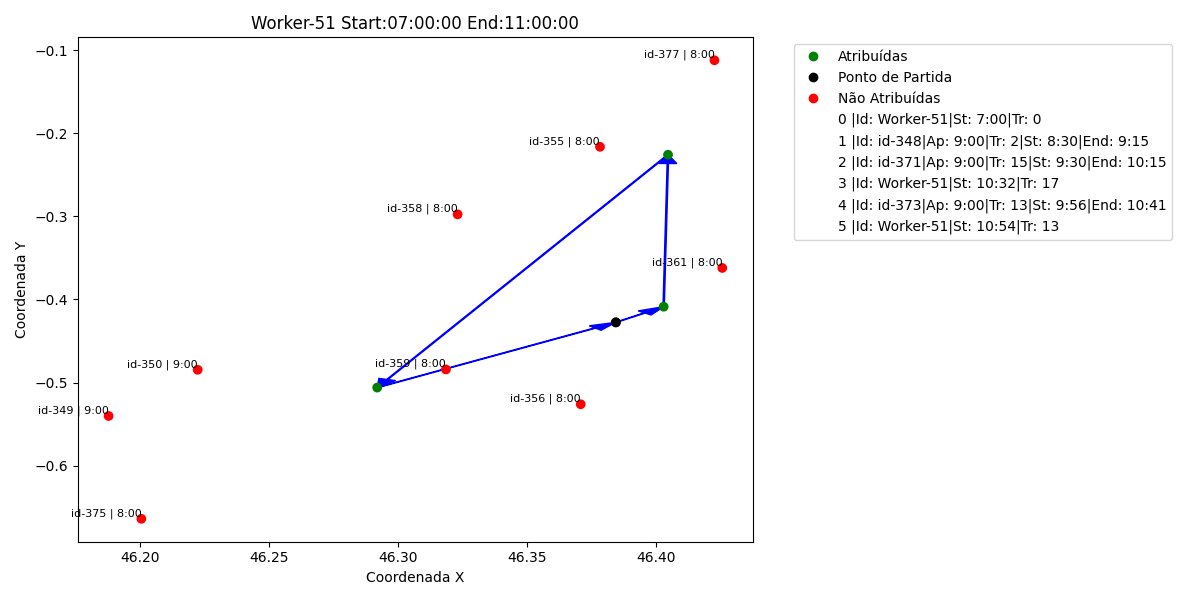 Worker-51 Start:07:00:00 End:11:00:00
Coordenada Y
−0.1
−0.2
−0.3
−0.4
−0.5
−0.6
id-377 | 8:00
id-355 | 8:00
id-358 | 8:00
id-361 | 8:00
id-359 | 8:00
id-350 | 9:00
id-356 | 8:00
id-349 | 9:00
id-375 | 8:00
46.20
46.25
46.30
46.35
46.40
Coordenada X
Atribuídas
Ponto de Partida
Não Atribuídas
0 |Id: Worker-51|St: 7:00|Tr: 0
1 |Id: id-348|Ap: 9:00|Tr: 2|St: 8:30|End: 9:15
2 |Id: id-371|Ap: 9:00|Tr: 15|St: 9:30|End: 10:15
3 |Id: Worker-51|St: 10:32|Tr: 17
4 |Id: id-373|Ap: 9:00|Tr: 13|St: 9:56|End: 10:41
5 |Id: Worker-51|St: 10:54|Tr: 13